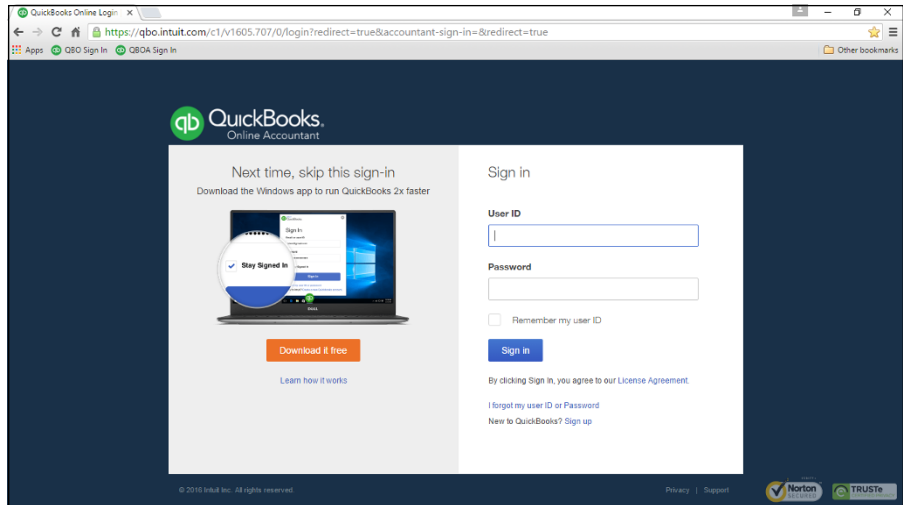 QuickBooks Online Login
https://qbo.intuit.com/c1/v1605.707/0/login?redirect=true&accountant-sign-in=&redirect=true
Apps QBO Sign In QBOA Sign In Other bookmarks
qb QuickBooks.
Online Accountant
Next time, skip this sign-in
Download the Windows app to run QuickBooks 2x faster
Sign In
Stay Signed In
Sign in
DELL
Download it free
Learn how it works
Sign in
User ID
Password
Remember my user ID
Sign in
By clicking Sign In, you agree to our License Agreement.
I forgot my user ID or Password
New to QuickBooks? Sign up
© 2016 Intuit Inc. All rights reserved.
Privacy | Support
Norton
SECURED
TRUSTe